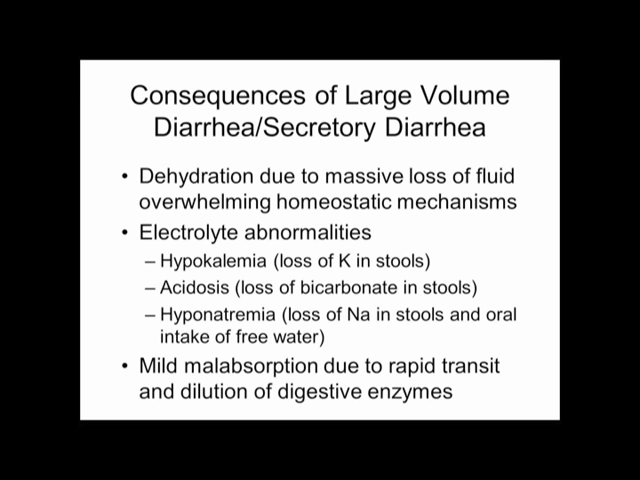 Consequences of Large Volume
Diarrhea/Secretory Diarrhea
• Dehydration due to massive loss of fluid
overwhelming homeostatic mechanisms
• Electrolyte abnormalities
– Hypokalemia (loss of K in stools)
– Acidosis (loss of bicarbonate in stools)
– Hyponatremia (loss of Na in stools and oral
intake of free water)
• Mild malabsorption due to rapid transit
and dilution of digestive enzymes